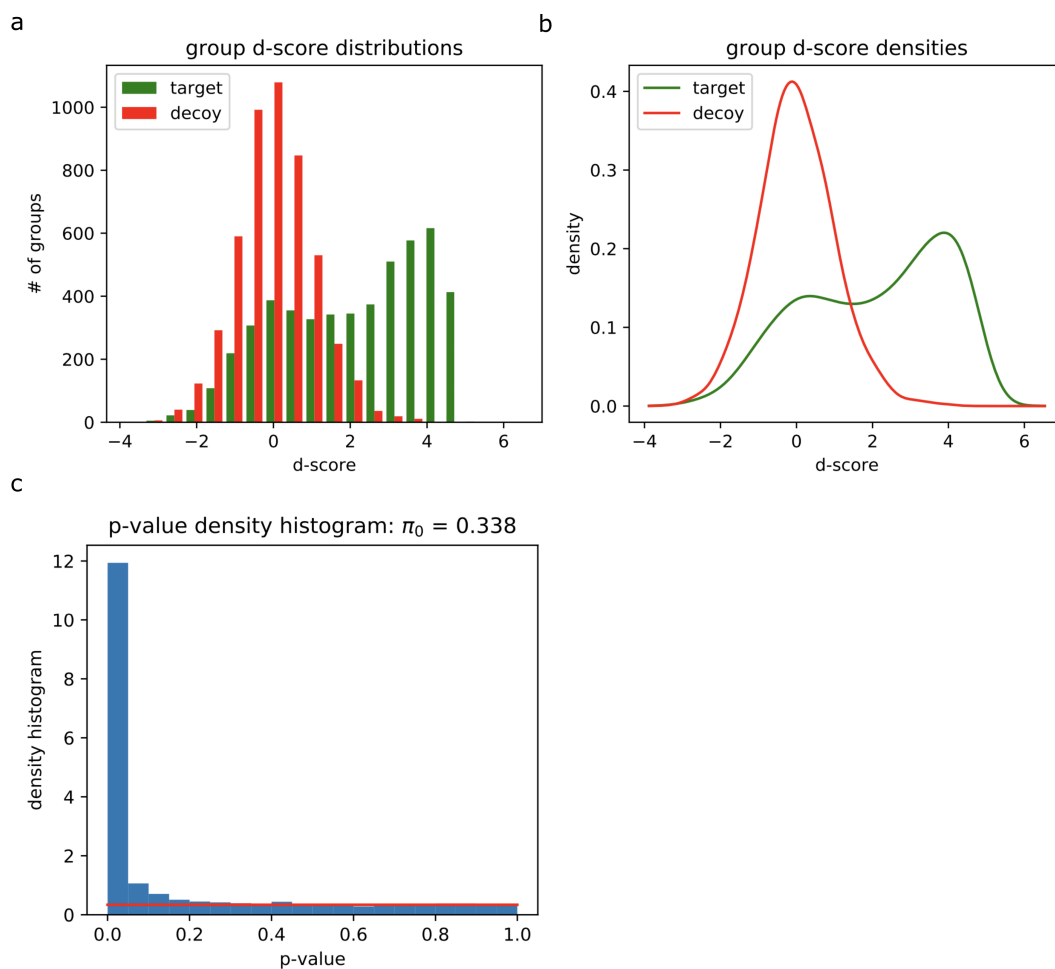 a
group d-score distributions
target
decoy
# of groups
1000
800
600
400
200
0
−4 −2 0 2 4 6
d-score
b
group d-score densities
target
decoy
density
0.4
0.3
0.2
0.1
0.0
−4 −2 0 2 4 6
d-score
c
p-value density histogram: π₀ = 0.338
density histogram
12
10
8
6
4
2
0
0.0 0.2 0.4 0.6 0.8 1.0
p-value